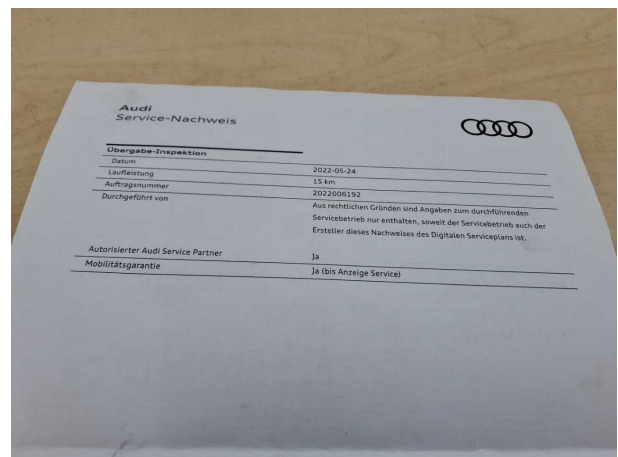 Audi
Service-Nachweis
Übergabe-Inspektion
Datum 2022-05-24
Laufleistung 15 km
Auftragsnummer 2022006192
Durchgeführt von Aus rechtlichen Gründen sind Angaben zum durchführenden
Servicebetrieb nur enthalten, soweit der Servicebetrieb auch der
Ersteller dieses Nachweises des Digitalen Serviceplans ist.
Autorisierter Audi Service Partner Ja
Mobilitätsgarantie Ja (bis Anzeige Service)